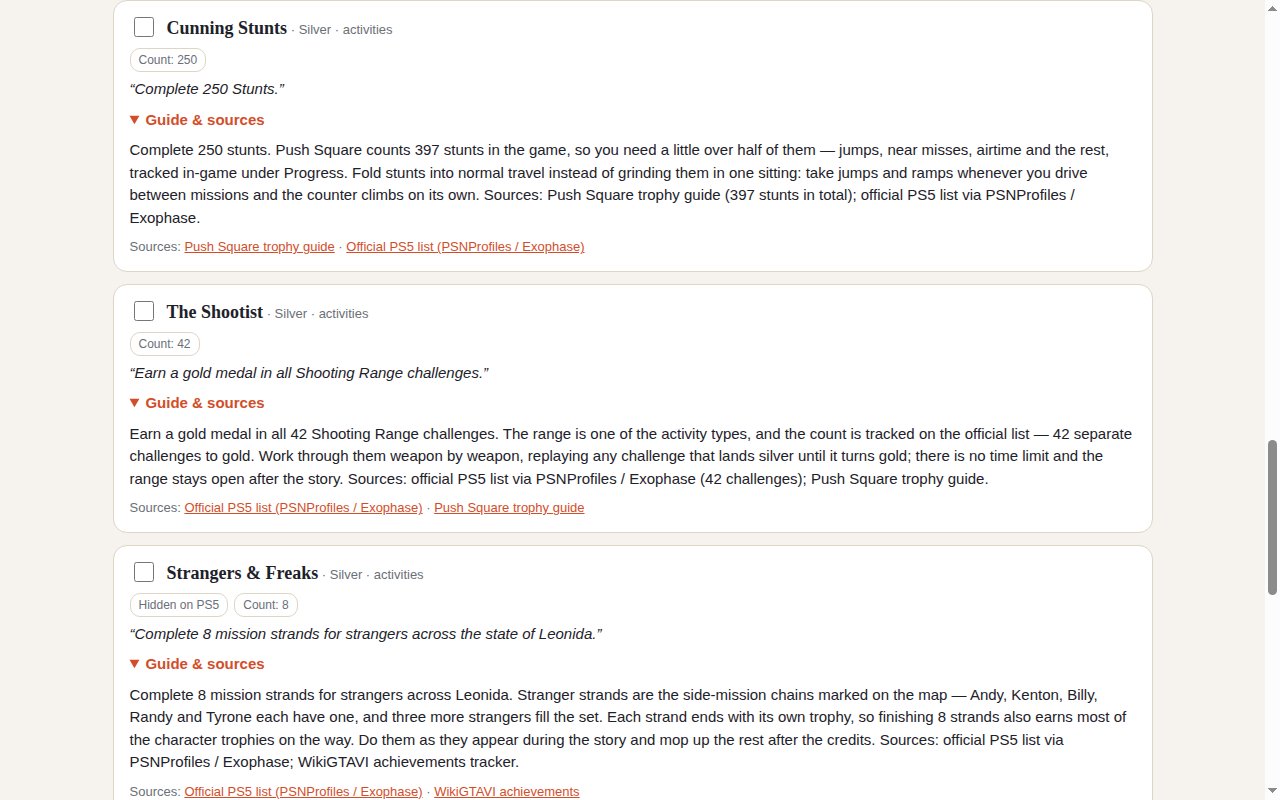 Cunning Stunts · Silver · activities
Count: 250
“Complete 250 Stunts.”
▼ Guide & sources
Complete 250 stunts. Push Square counts 397 stunts in the game, so you need a little over half of them — jumps, near misses, airtime and the rest,
tracked in-game under Progress. Fold stunts into normal travel instead of grinding them in one sitting: take jumps and ramps whenever you drive
between missions and the counter climbs on its own. Sources: Push Square trophy guide (397 stunts in total); official PS5 list via PSNProfiles /
Exophase.
Sources: Push Square trophy guide · Official PS5 list (PSNProfiles / Exophase)
The Shootist · Silver · activities
Count: 42
“Earn a gold medal in all Shooting Range challenges.”
▼ Guide & sources
Earn a gold medal in all 42 Shooting Range challenges. The range is one of the activity types, and the count is tracked on the official list — 42 separate
challenges to gold. Work through them weapon by weapon, replaying any challenge that lands silver until it turns gold; there is no time limit and the
range stays open after the story. Sources: official PS5 list via PSNProfiles / Exophase (42 challenges); Push Square trophy guide.
Sources: Official PS5 list (PSNProfiles / Exophase) · Push Square trophy guide
Strangers & Freaks · Silver · activities
Hidden on PS5 Count: 8
“Complete 8 mission strands for strangers across the state of Leonida.”
▼ Guide & sources
Complete 8 mission strands for strangers across Leonida. Stranger strands are the side-mission chains marked on the map — Andy, Kenton, Billy,
Randy and Tyrone each have one, and three more strangers fill the set. Each strand ends with its own trophy, so finishing 8 strands also earns most of
the character trophies on the way. Do them as they appear during the story and mop up the rest after the credits. Sources: official PS5 list via
PSNProfiles / Exophase; WikiGTAVI achievements tracker.
Sources: Official PS5 list (PSNProfiles / Exophase) · WikiGTAVI achievements